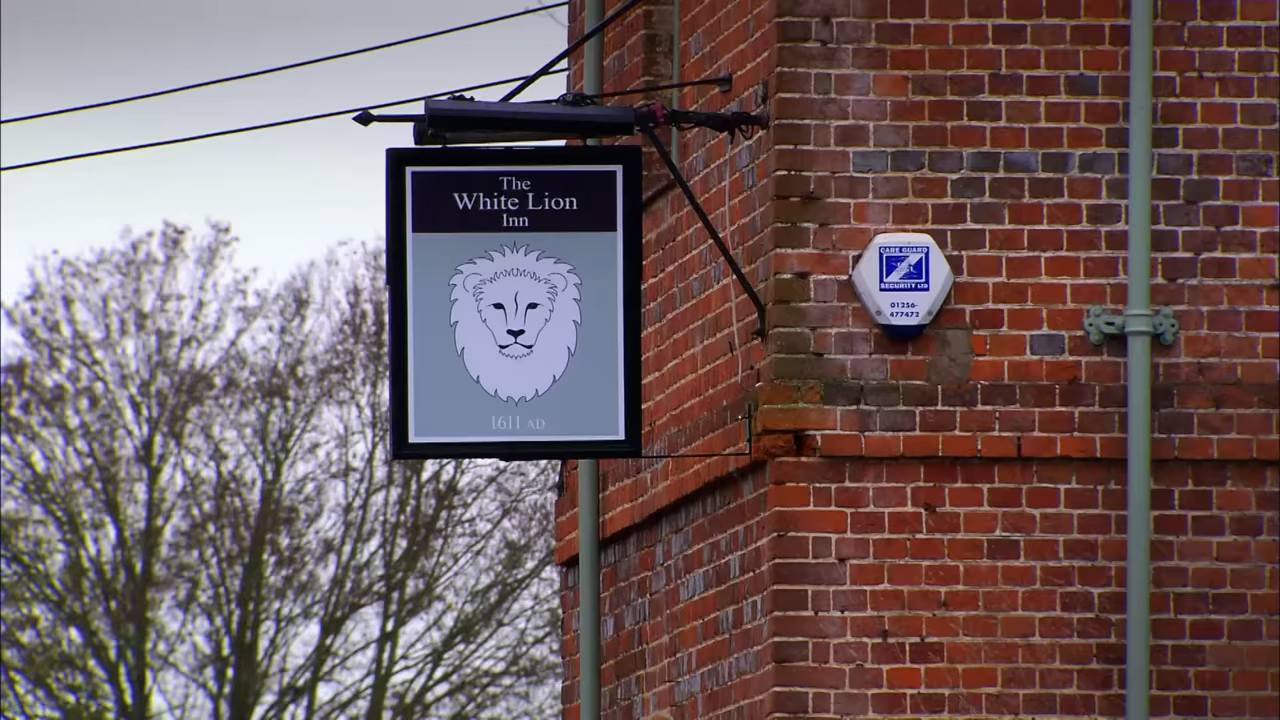 The
White Lion
Inn
1611 AD
CARE GUARD
SECURITY LTD
01256-
477472